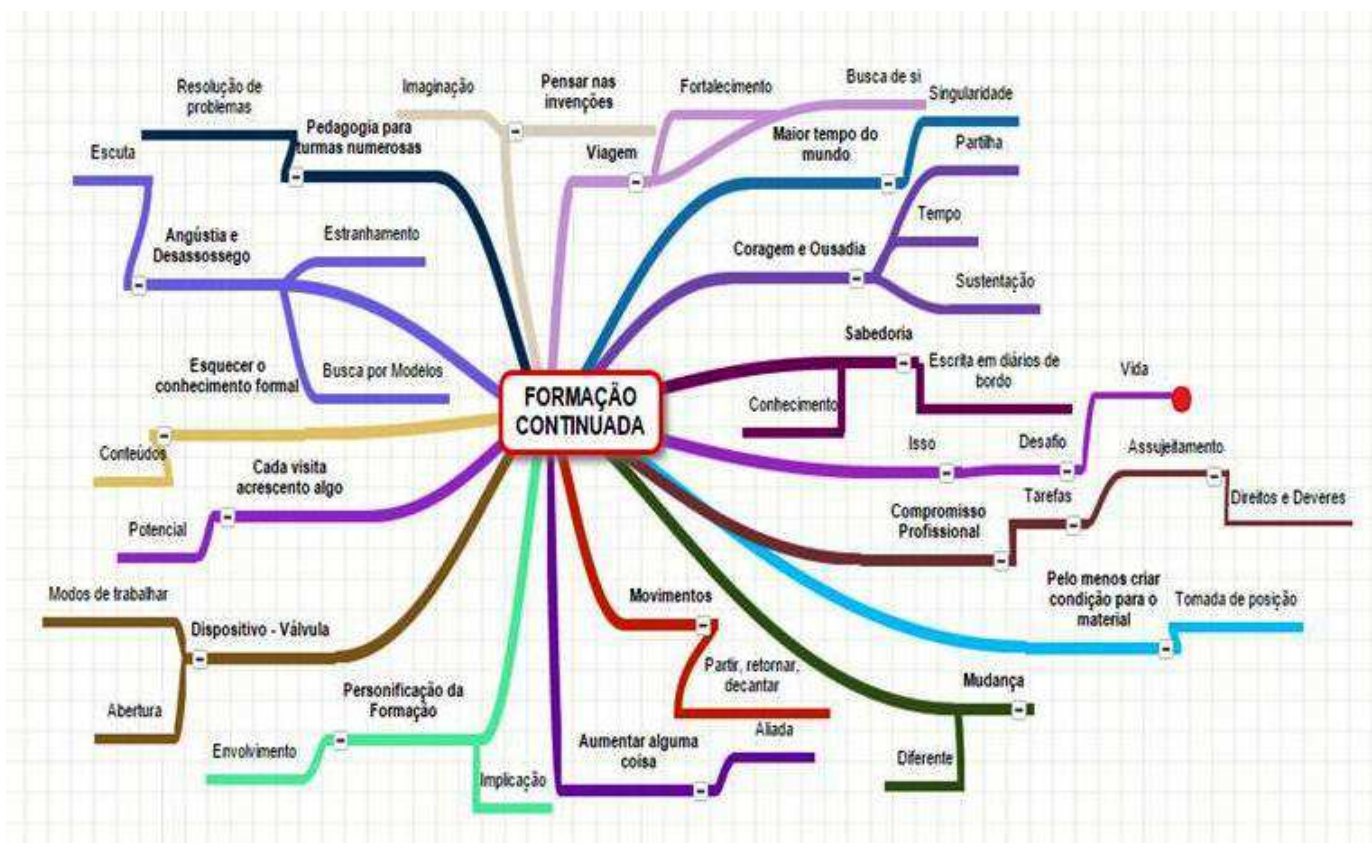 Resolução de
problemas
Imaginação
Pensar nas
invenções
Fortalecimento
Busca de si
Singularidade
Pedagogia para
turmas numerosas
Viagem
Maior tempo do
mundo
Partilha
Escuta
Tempo
Angústia e
Desassossego
Estranhamento
Coragem e Ousadia
Sustentação
Sabedoria
Esquecer o
conhecimento formal
Busca por Modelos
FORMAÇÃO
CONTINUADA
Conhecimento
Escrita em diários de
bordo
Vida
Conteúdos
Isso
Desafio
Assujeitamento
Cada visita
acrescento algo
Tarefas
Direitos e Deveres
Potencial
Compromisso
Profissional
Modos de trabalhar
Movimentos
Pelo menos criar
condição para o
material
Tomada de posição
Dispositivo - Válvula
Partir, retornar,
decantar
Mudança
Abertura
Personificação da
Formação
Envolvimento
Implicação
Aumentar alguma
coisa
Aliada
Diferente